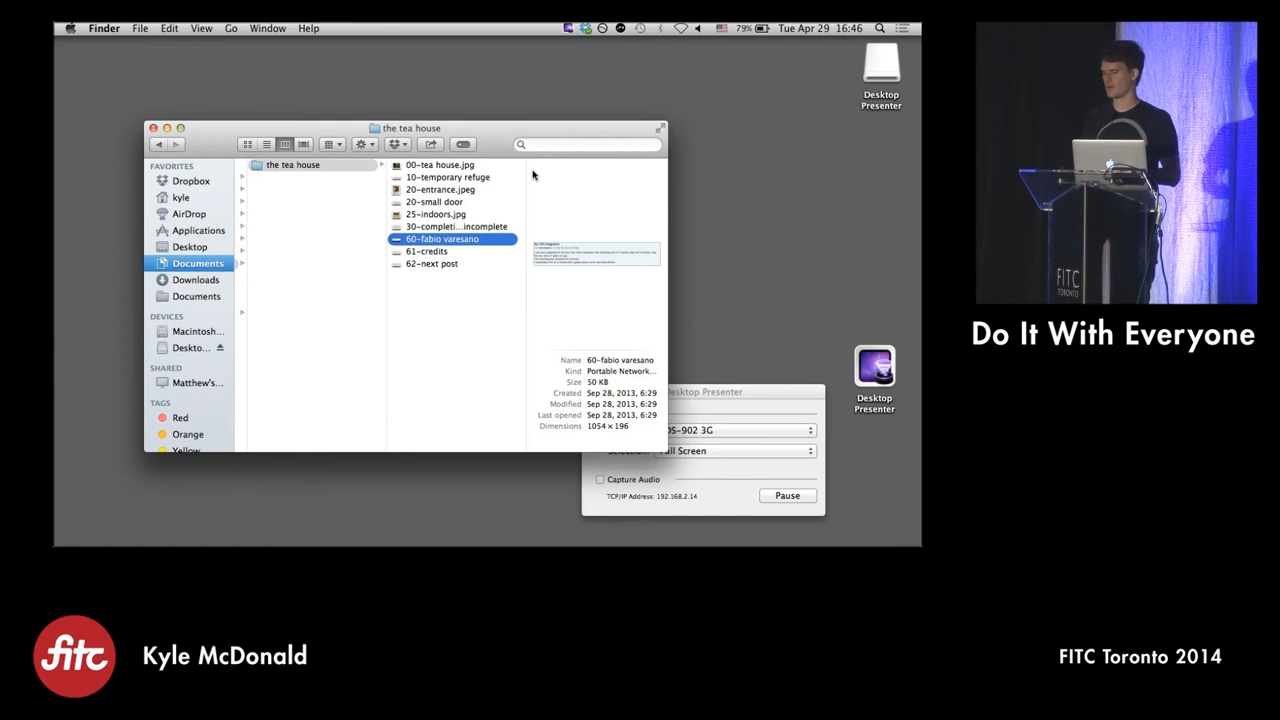 Finder File Edit View Go Window Help 79% Tue Apr 29 16:46
Desktop
Presenter
the tea house
FAVORITES
Dropbox
kyle
AirDrop
Applications
Desktop
Documents
Downloads
Documents
DEVICES
Macintosh...
Deskto...
SHARED
Matthew's...
TAGS
Red
Orange
Yellow
the tea house
00-tea house.jpg
10-temporary refuge
20-entrance.jpeg
20-small door
25-indoors.jpg
30-completi...incomplete
60-fabio varesano
61-credits
62-next post
Name 60-fabio varesano
Kind Portable Network...
Size 50 KB
Created Sep 28, 2013, 6:29
Modified Sep 28, 2013, 6:29
Last opened Sep 28, 2013, 6:29
Dimensions 1054 × 196
Desktop Presenter
DS-902 3G
Full Screen
Capture Audio
TCP/IP Address: 192.168.2.14
Pause
Desktop
Presenter
FITC
TORONTO
Do It With Everyone
fitc
Kyle McDonald
FITC Toronto 2014